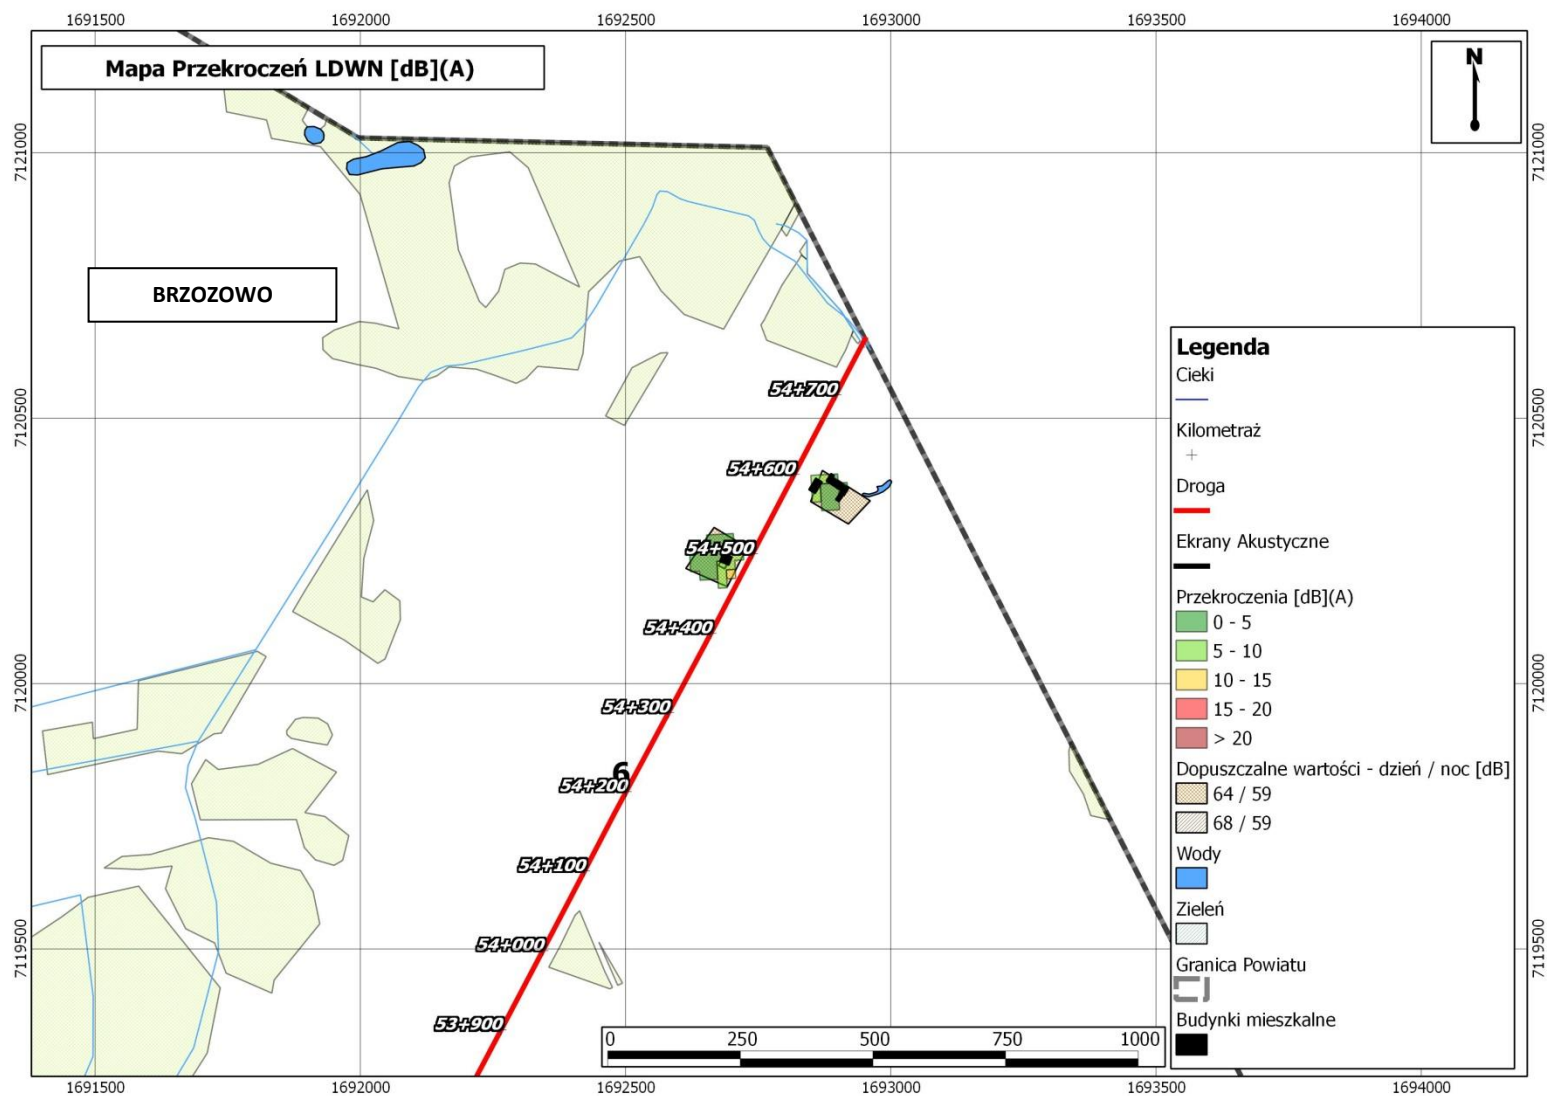 1691500 1692000 1692500 1693000 1693500 1694000
Mapa Przekroczeń LDWN [dB](A)
N
7121000 7121000
BRZOZOWO
54+700
7120500 7120500
54+600
54+500
54+400
7120000 7120000
54+300
6
54+200
54+100
54+000
7119500 7119500
53+900
Legenda
Cieki
Kilometraż
Droga
Ekrany Akustyczne
Przekroczenia [dB](A)
0 - 5
5 - 10
10 - 15
15 - 20
> 20
Dopuszczalne wartości - dzień / noc [dB]
64 / 59
68 / 59
Wody
Zieleń
Granica Powiatu
Budynki mieszkalne
0 250 500 750 1000
1691500 1692000 1692500 1693000 1693500 1694000